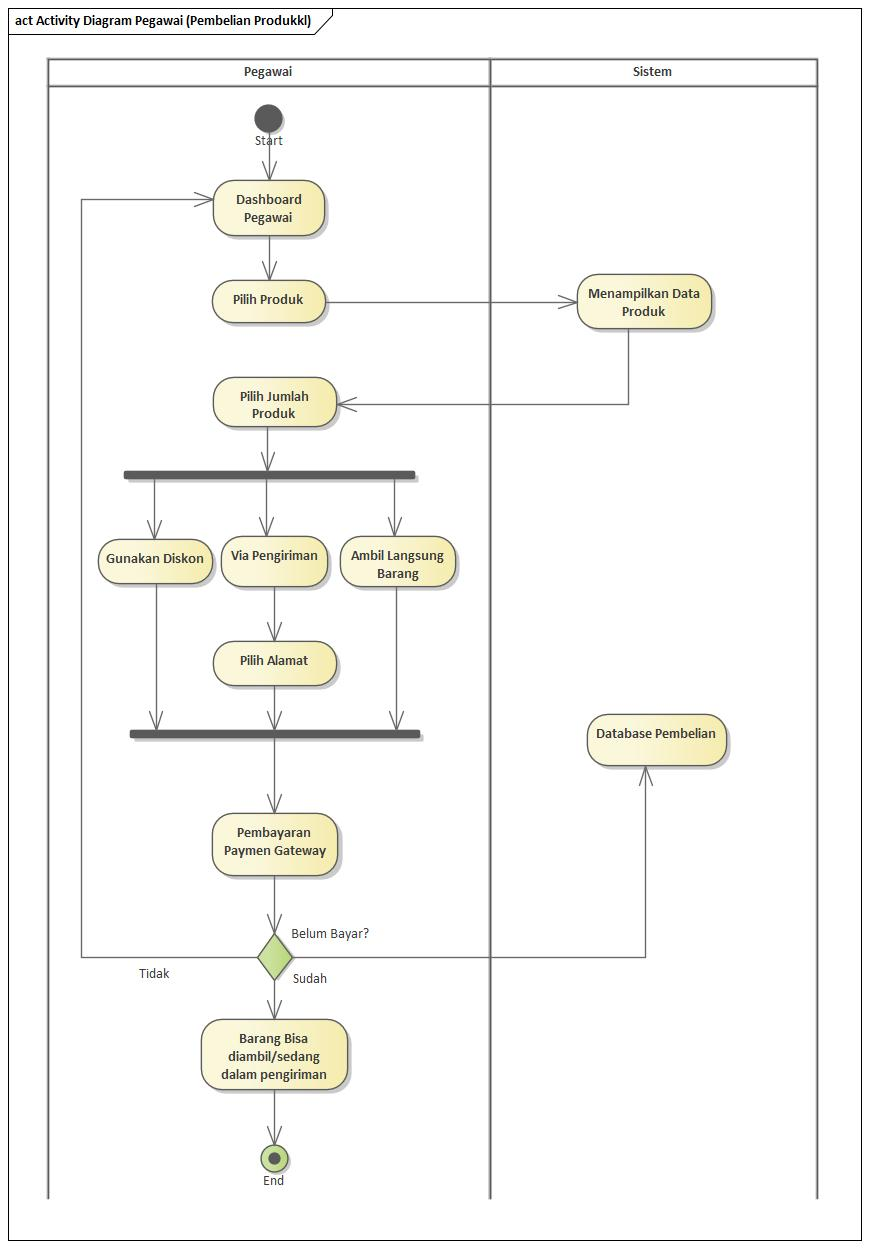 act Activity Diagram Pegawai (Pembelian Produkkl)
Pegawai
Sistem
Start
Dashboard
Pegawai
Pilih Produk
Menampilkan Data
Produk
Pilih Jumlah
Produk
Gunakan Diskon
Via Pengiriman
Ambil Langsung
Barang
Pilih Alamat
Database Pembelian
Pembayaran
Paymen Gateway
Belum Bayar?
Tidak
Sudah
Barang Bisa
diambil/sedang
dalam pengiriman
End